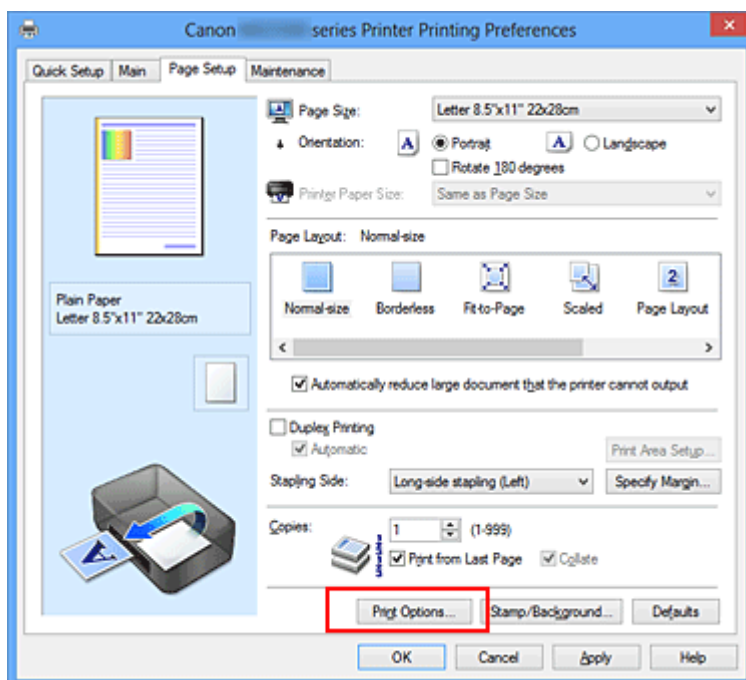 Canon series Printer Printing Preferences
Quick Setup Main Page Setup Maintenance
Page Size: Letter 8.5"x11" 22x28cm
Orientation: A Portrait A Landscape
Rotate 180 degrees
Printer Paper Size: Same as Page Size
Page Layout: Normal-size
2
Normal-size Borderless Fit-to-Page Scaled Page Layout
Plain Paper
Letter 8.5"x11" 22x28cm
Automatically reduce large document that the printer cannot output
Duplex Printing
Automatic
Print Area Setup...
Stapling Side: Long-side stapling (Left) Specify Margin...
Copies: 1 (1-999)
Print from Last Page Collate
A
Print Options... Stamp/Background... Defaults
OK Cancel Apply Help